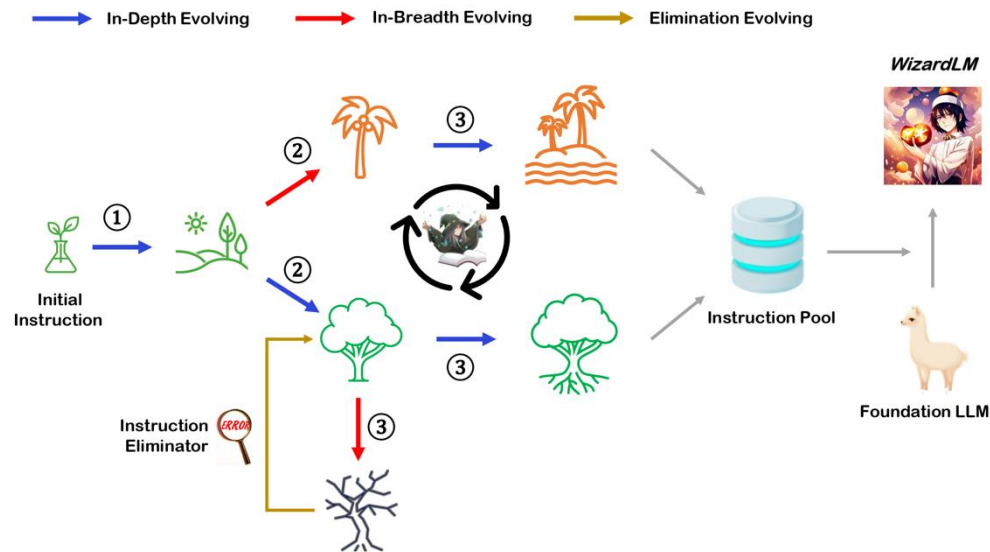 In-Depth Evolving
In-Breadth Evolving
Elimination Evolving
WizardLM
②
③
①
Initial
Instruction
②
③
Instruction Pool
Foundation LLM
Instruction
Eliminator
ERROR
③